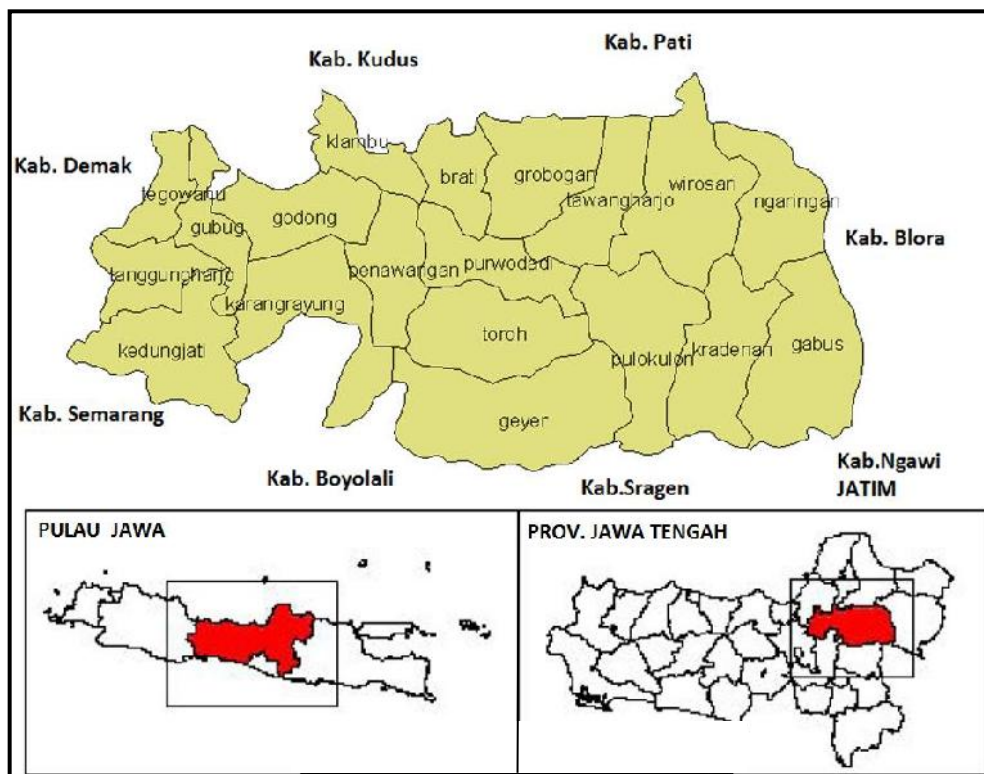 Kab. Pati
Kab. Kudus
klambu
Kab. Demak
brati
grobogan
wirosari
tegowanu
tawangharjo
ngaringan
gubug
godong
Kab. Blora
tanggungharjo
penawangan
purwodadi
karangrayung
toroh
kedungjati
pulokulon
kradenan
gabus
Kab. Semarang
geyer
Kab. Boyolali
Kab.Sragen
Kab.Ngawi
JATIM
PULAU JAWA
PROV. JAWA TENGAH